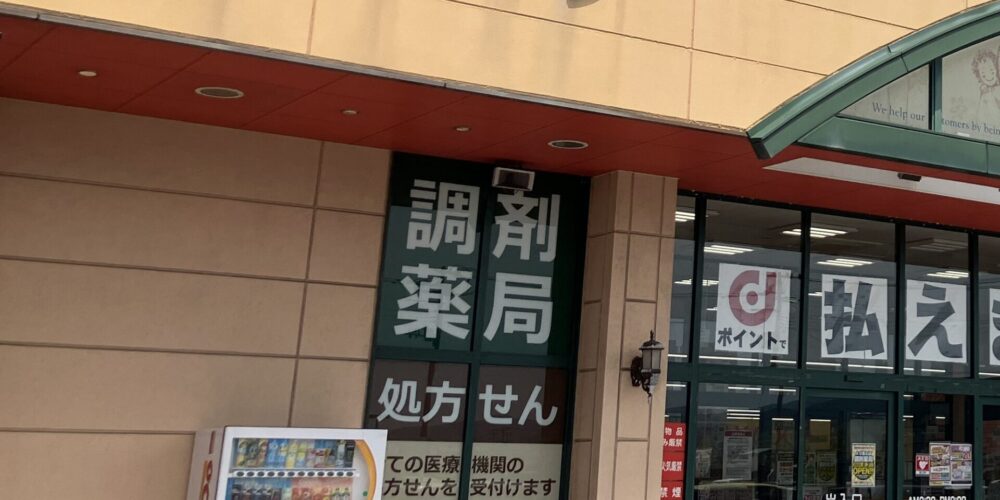 調剤
薬局
処方せん
ての医療機関の
方せんを受付けます
We help our
tomers by bein
d
ポイントで
払え
出入口